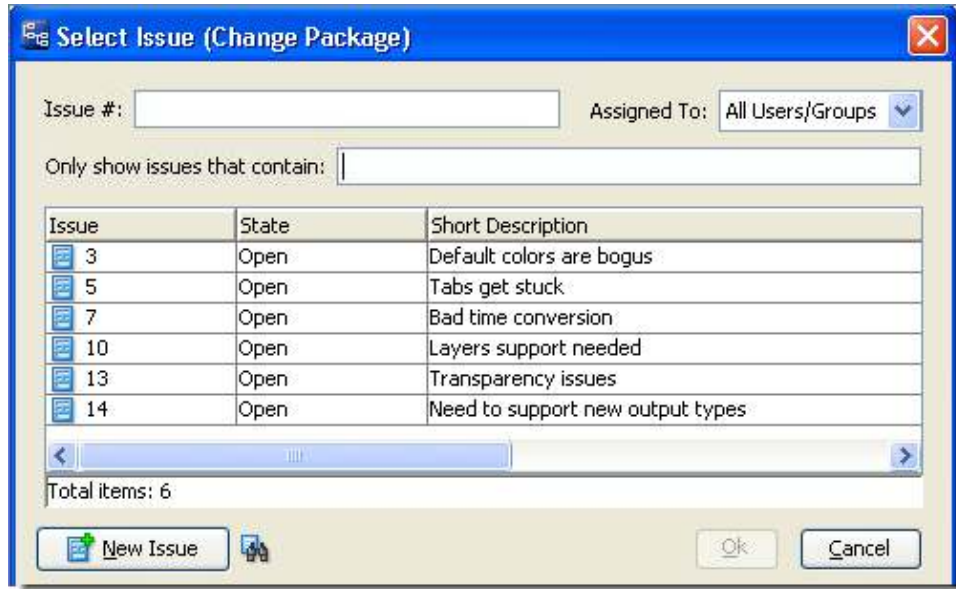 Select Issue (Change Package)
Issue #: Assigned To: All Users/Groups
Only show issues that contain:
Issue State Short Description
3 Open Default colors are bogus
5 Open Tabs get stuck
7 Open Bad time conversion
10 Open Layers support needed
13 Open Transparency issues
14 Open Need to support new output types
Total items: 6
New Issue Ok Cancel